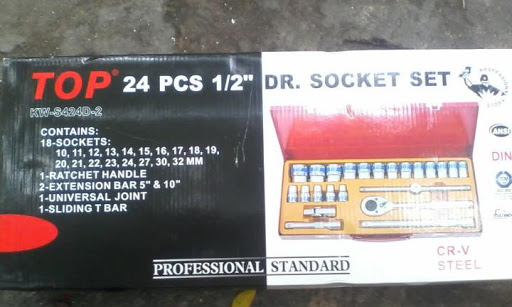 TOP® 24 PCS 1/2" DR. SOCKET SET
KW-S424D-2
CONTAINS:
18-SOCKETS:
10, 11, 12, 13, 14, 15, 16, 17, 18, 19,
20, 21, 22, 23, 24, 27, 30, 32 MM
1-RATCHET HANDLE
2-EXTENSION BAR 5" & 10"
1-UNIVERSAL JOINT
1-SLIDING T BAR
ANSI
DIN
CR-V
STEEL
PROFESSIONAL STANDARD